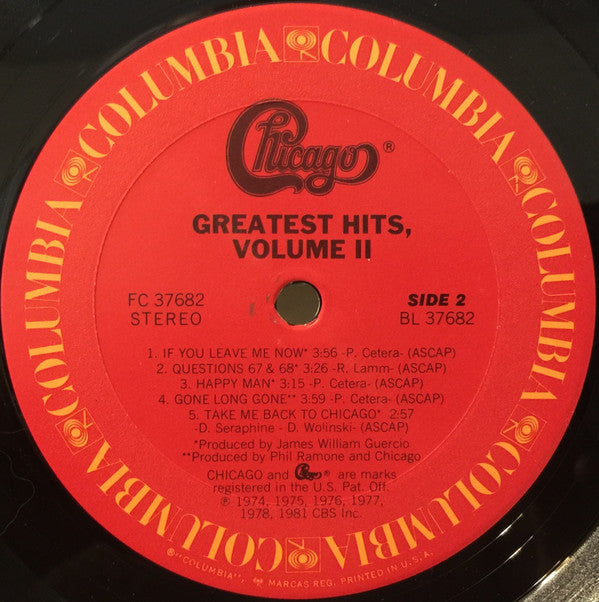 COLUMBIA COLUMBIA COLUMBIA COLUMBIA COLUMBIA COLUMBIA
Chicago ®
GREATEST HITS,
VOLUME II
FC 37682 SIDE 2
STEREO BL 37682
1. IF YOU LEAVE ME NOW* 3:56 -P. Cetera- (ASCAP)
2. QUESTIONS 67 & 68* 3:26 -R. Lamm- (ASCAP)
3. HAPPY MAN* 3:15 -P. Cetera- (ASCAP)
4. GONE LONG GONE** 3:59 -P. Cetera- (ASCAP)
5. TAKE ME BACK TO CHICAGO* 2:57
-D. Seraphine - D. Wolinski- (ASCAP)
*Produced by James William Guercio
**Produced by Phil Ramone and Chicago
CHICAGO and Chicago ® are marks
registered in the U.S. Pat. Off.
℗ 1974, 1975, 1976, 1977,
1978, 1981 CBS Inc.
®"COLUMBIA", MARCAS REG. PRINTED IN U.S.A.